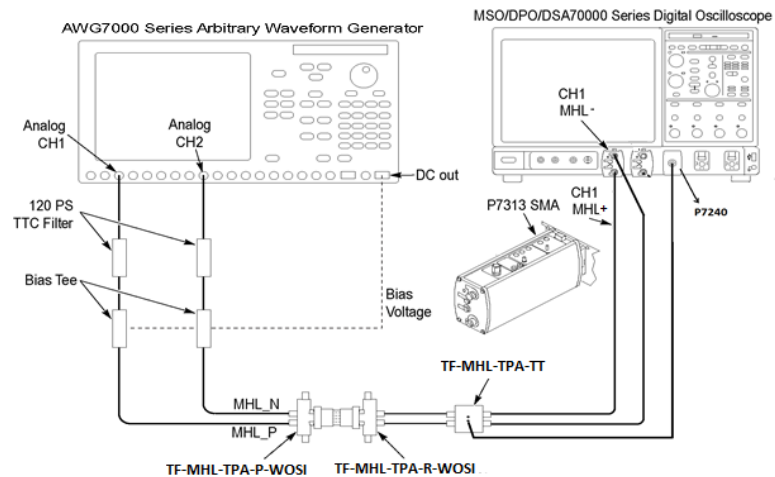 MSO/DPO/DSA70000 Series Digital Oscilloscope
AWG7000 Series Arbitrary Waveform Generator
Analog
CH1
Analog
CH2
DC out
CH1
MHL-
CH1
MHL+
P7240
P7313 SMA
120 PS
TTC Filter
Bias Tee
Bias
Voltage
TF-MHL-TPA-TT
MHL_N
MHL_P
TF-MHL-TPA-P-WOSI
TF-MHL-TPA-R-WOSI